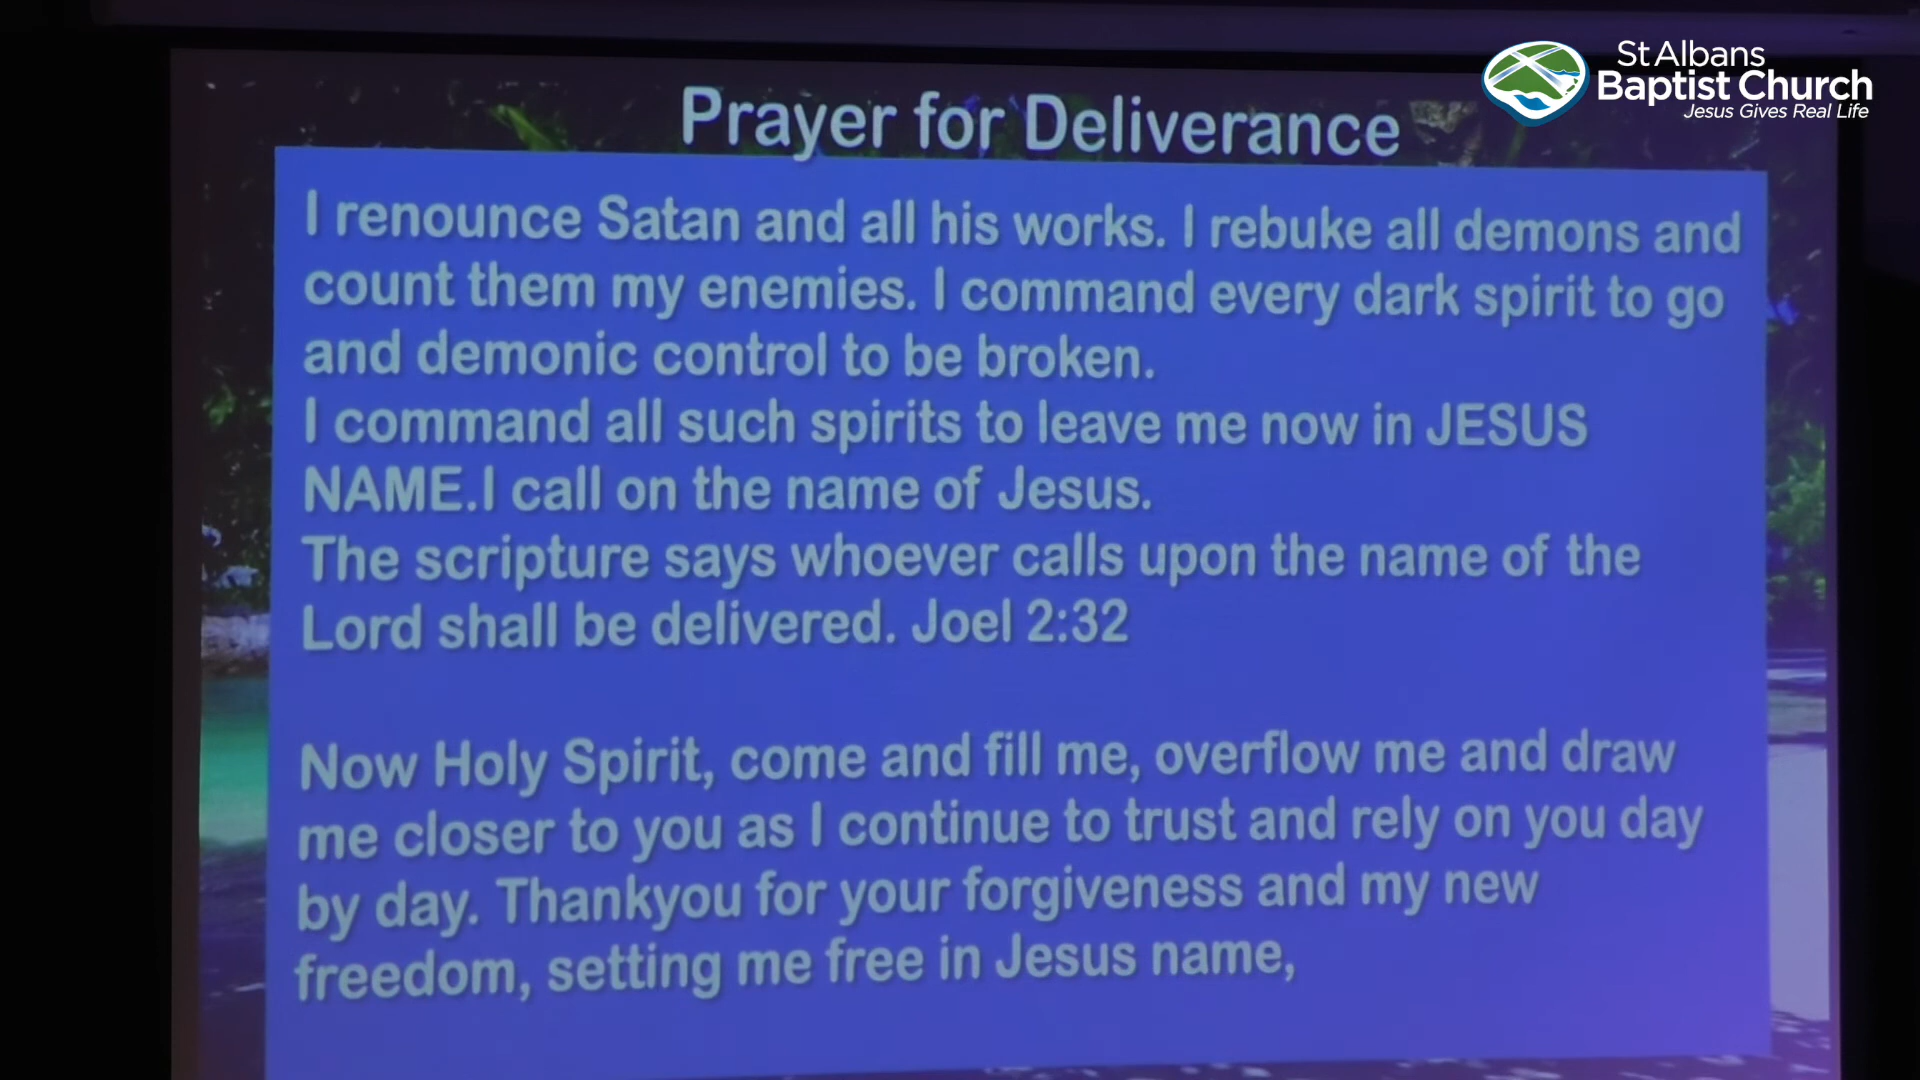 St Albans
Baptist Church
Jesus Gives Real Life
Prayer for Deliverance
I renounce Satan and all his works. I rebuke all demons and
count them my enemies. I command every dark spirit to go
and demonic control to be broken.
I command all such spirits to leave me now in JESUS
NAME.I call on the name of Jesus.
The scripture says whoever calls upon the name of the
Lord shall be delivered. Joel 2:32
Now Holy Spirit, come and fill me, overflow me and draw
me closer to you as I continue to trust and rely on you day
by day. Thankyou for your forgiveness and my new
freedom, setting me free in Jesus name,